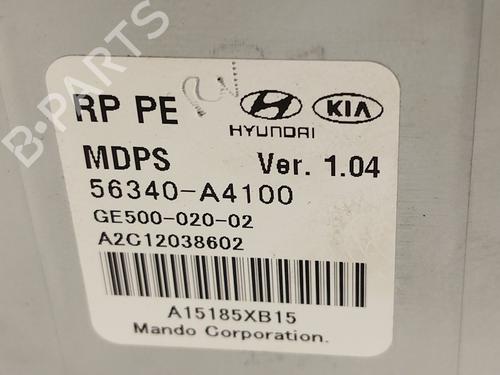 B-PARTS
RP PE
HYUNDAI
KIA
MDPS Ver. 1.04
56340-A4100
GE500-020-02
A2C12038602
A15185XB15
Mando Corporation.